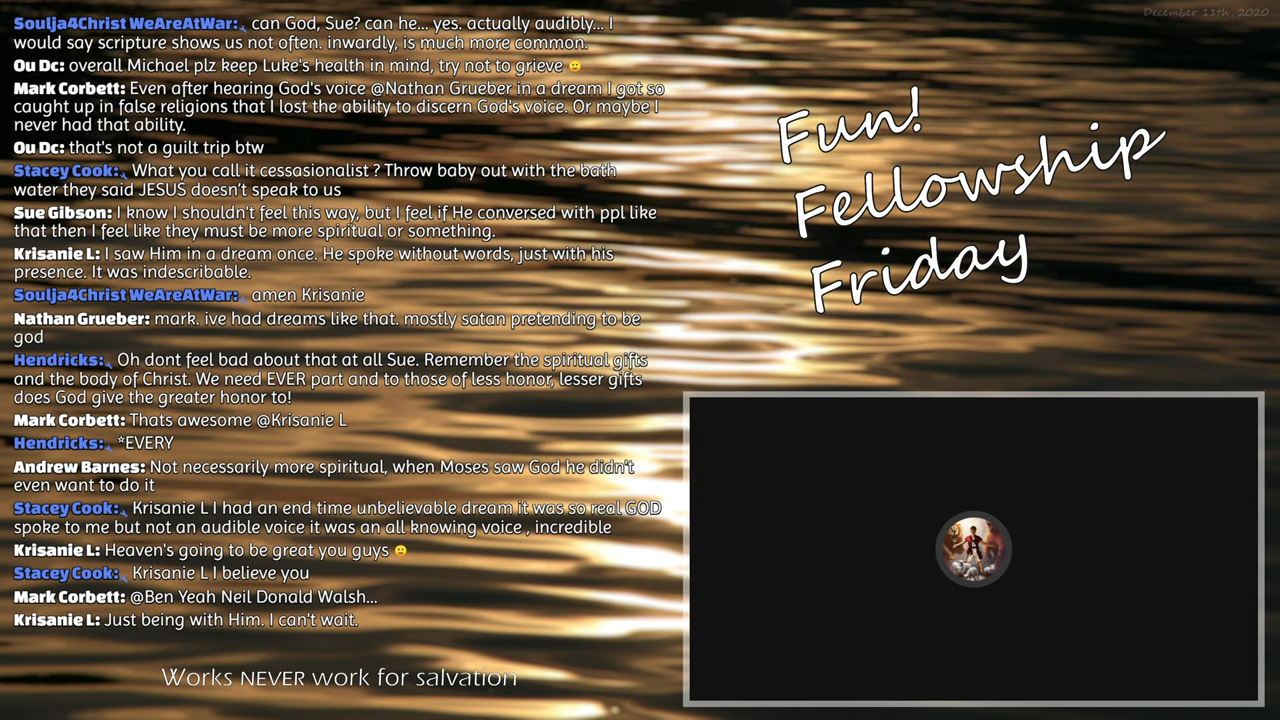 Soulja4Christ WeAreAtWar: can God, Sue? can he... yes. actually audibly... I
would say scripture shows us not often. inwardly, is much more common.
Ou Dc: overall Michael plz keep Luke's health in mind, try not to grieve 🙂
Mark Corbett: Even after hearing God's voice @Nathan Grueber in a dream I got so
caught up in false religions that I lost the ability to discern God's voice. Or maybe I
never had that ability.
Ou Dc: that's not a guilt trip btw
Stacey Cook: What you call it cessasionalist ? Throw baby out with the bath
water they said JESUS doesn't speak to us
Sue Gibson: I know I shouldn't feel this way, but I feel if He conversed with ppl like
that then I feel like they must be more spiritual or something.
Krisanie L: I saw Him in a dream once. He spoke without words, just with his
presence. It was indescribable.
Soulja4Christ WeAreAtWar: amen Krisanie
Nathan Grueber: mark. ive had dreams like that. mostly satan pretending to be
god
Hendricks: Oh dont feel bad about that at all Sue. Remember the spiritual gifts
and the body of Christ. We need EVER part and to those of less honor, lesser gifts
does God give the greater honor to!
Mark Corbett: Thats awesome @Krisanie L
Hendricks: *EVERY
Andrew Barnes: Not necessarily more spiritual, when Moses saw God he didn't
even want to do it
Stacey Cook: Krisanie L I had an end time unbelievable dream it was so real GOD
spoke to me but not an audible voice it was an all knowing voice , incredible
Krisanie L: Heaven's going to be great you guys 🙂
Stacey Cook: Krisanie L I believe you
Mark Corbett: @Ben Yeah Neil Donald Walsh...
Krisanie L: Just being with Him. I can't wait.
Works NEVER work for salvation
December 11th, 2020
Fun!
Fellowship
Friday